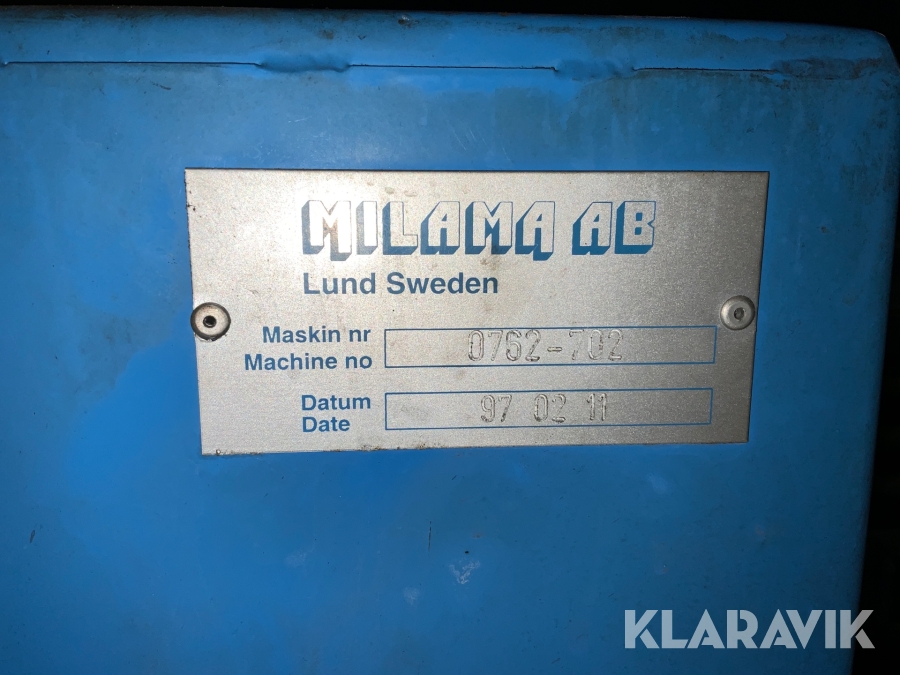 MILAMA AB
Lund Sweden
Maskin nr
Machine no
0762-702
Datum
Date
97 02 11
KLARAVIK